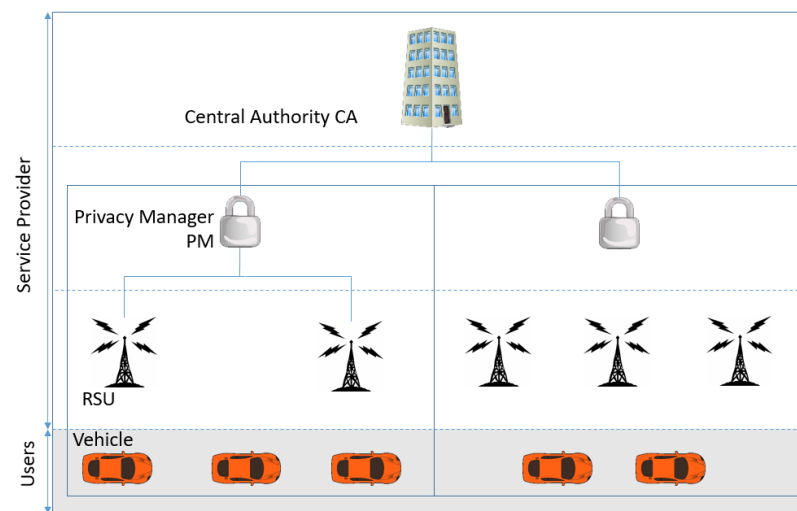 Central Authority CA
Service Provider
Privacy Manager
PM
RSU
Users
Vehicle